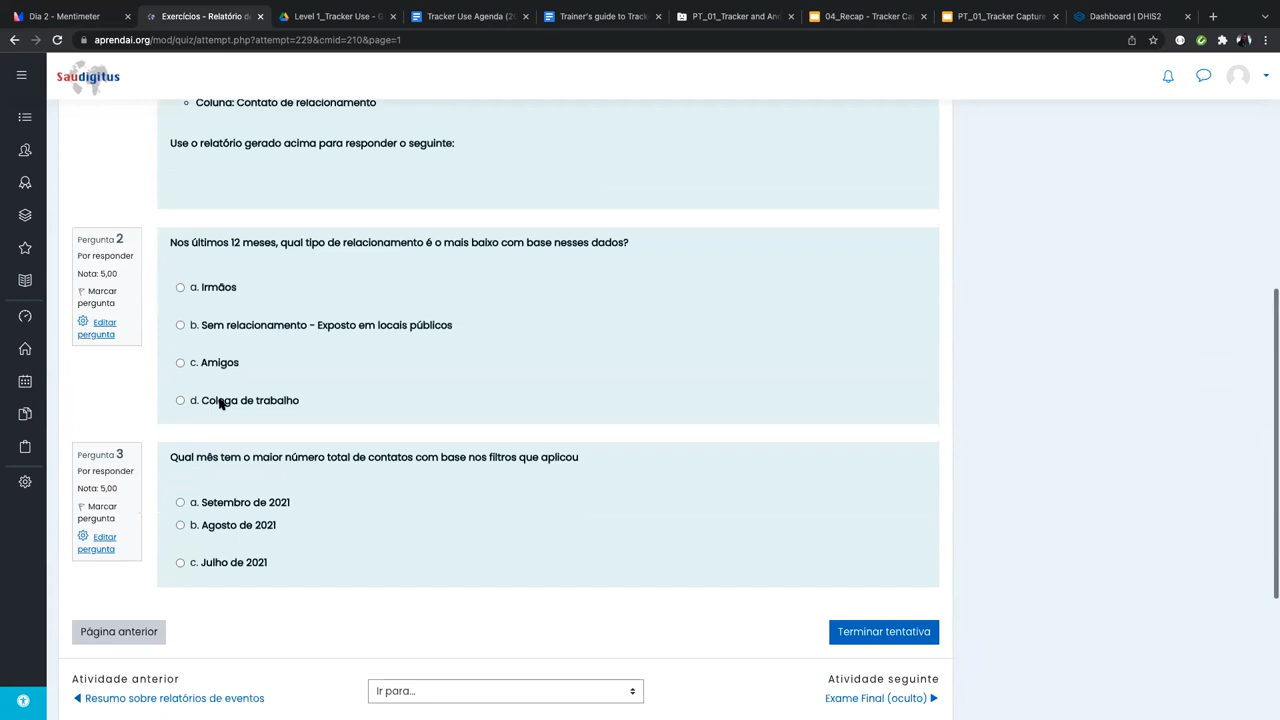 Dia 2 - Mentimeter
Exercícios - Relatório d
Level 1_Tracker Use - G
Tracker Use Agenda (2
Trainer's guide to Track
PT_01_Tracker and An
04_Recap - Tracker Ca
PT_01_Tracker Capture
Dashboard | DHIS2
aprendai.org/mod/quiz/attempt.php?attempt=229&cmid=210&page=1
Saudigitus
Coluna: Contato de relacionamento
Use o relatório gerado acima para responder o seguinte:
Pergunta 2
Por responder
Nota: 5,00
Marcar
pergunta
Editar
pergunta
Nos últimos 12 meses, qual tipo de relacionamento é o mais baixo com base nesses dados?
a. Irmãos
b. Sem relacionamento - Exposto em locais públicos
c. Amigos
d. Colega de trabalho
Pergunta 3
Por responder
Nota: 5,00
Marcar
pergunta
Editar
pergunta
Qual mês tem o maior número total de contatos com base nos filtros que aplicou
a. Setembro de 2021
b. Agosto de 2021
c. Julho de 2021
Página anterior
Terminar tentativa
Atividade anterior
◀ Resumo sobre relatórios de eventos
Ir para...
Atividade seguinte
Exame Final (oculto) ▶